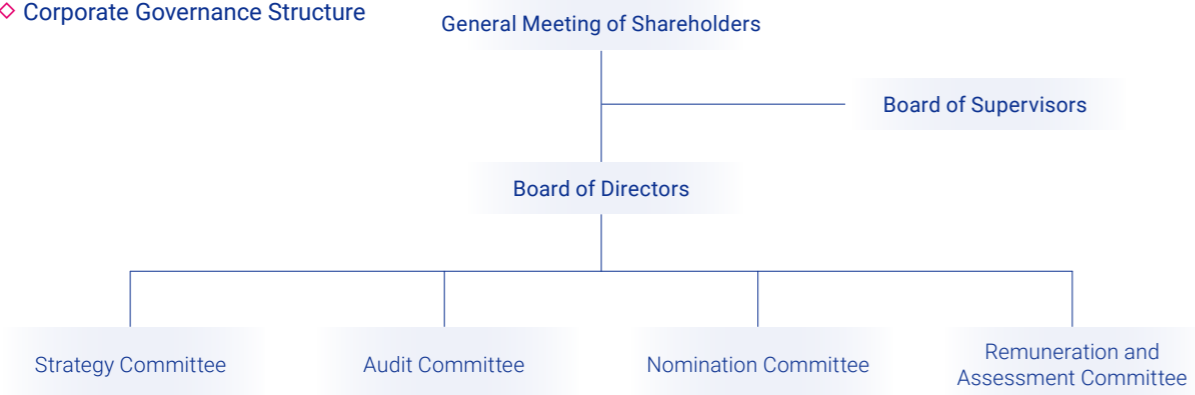 Corporate Governance Structure
General Meeting of Shareholders
Board of Supervisors
Board of Directors
Strategy Committee
Audit Committee
Nomination Committee
Remuneration and
Assessment Committee